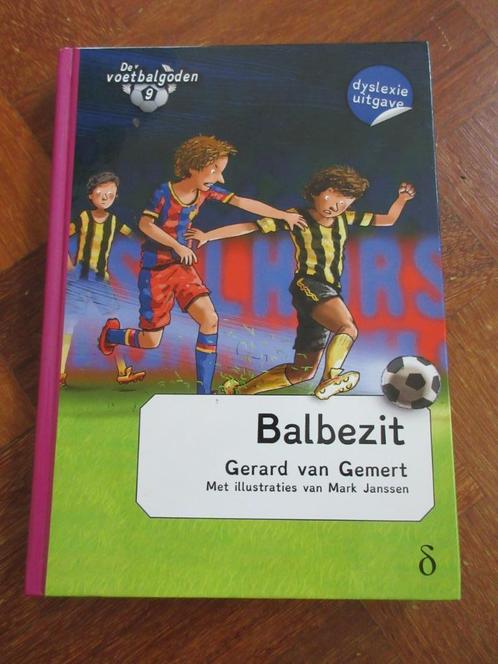 De
voetbalgoden
9
dyslexie
uitgave
Balbezit
Gerard van Gemert
Met illustraties van Mark Janssen
δ